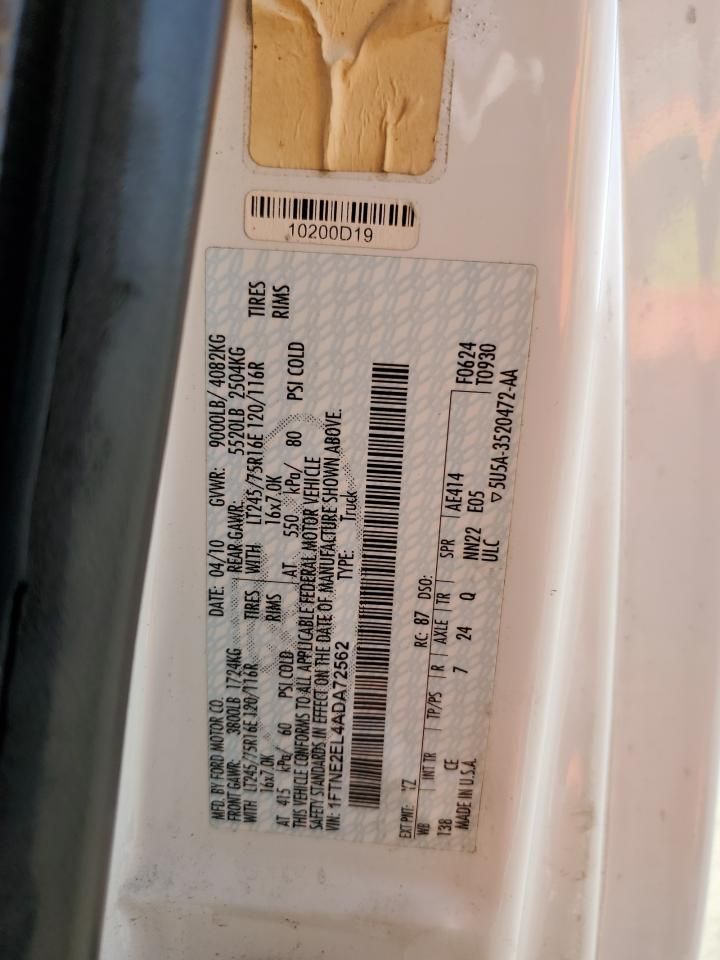 10200D19
MFD. BY FORD MOTOR CO.
DATE: 04/10 GVWR: 9000LB/ 4082KG
FRONT GAWR: 3800LB 1724KG
REAR GAWR: 5520LB 2504KG
WITH LT245/75R16E 120/116R TIRES WITH LT245/75R16E 120/116R TIRES
16x7.0K RIMS 16x7.0K RIMS
AT 415 kPa/ 60 PSI COLD AT 550 kPa/ 80 PSI COLD
THIS VEHICLE CONFORMS TO ALL APPLICABLE FEDERAL MOTOR VEHICLE
SAFETY STANDARDS IN EFFECT ON THE DATE OF MANUFACTURE SHOWN ABOVE.
VIN: 1FTNE2EL4ADA72562 TYPE: Truck
EXT PNT: RC: 87 DSO: F0624
WB INT TR TP/PS R AXLE TR SPR T0930
138 CE 7 24 Q NN22 AE414
MADE IN U.S.A. ULC E05
▽5U5A-3520472-AA